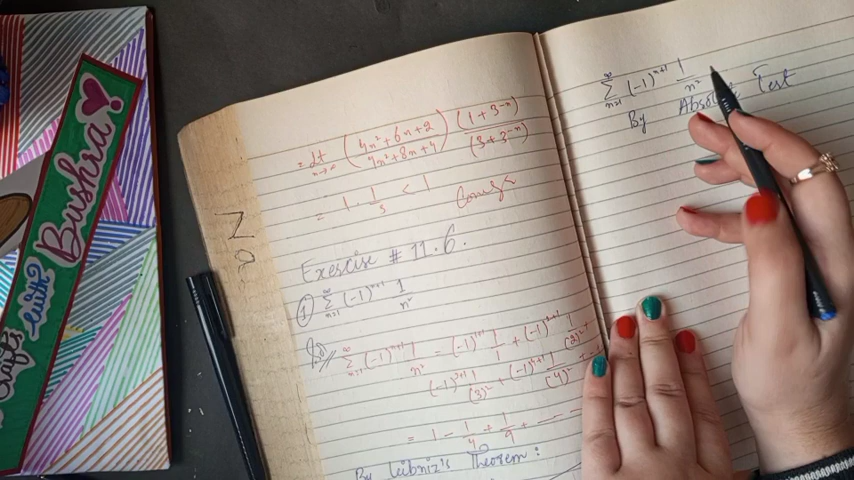 Crafts with Bushra
= lt n→∞ (4n²+6n+2 / 4n²+8n+4) (1+3⁻ⁿ) / (3+3⁻ⁿ)
= 1 · 1/3 < 1
Exercise # 11.6.
① ∑ n=1 ∞ (-1)ⁿ⁺¹ 1/n²
∑ n=1 ∞ (-1)ⁿ⁺¹ 1/n² = (-1)¹⁺¹ 1/1 + (-1)²⁺¹ 1/(2)² +
(-1)³⁺¹ 1/(3)² + (-1)⁴⁺¹ 1/(4)² +
= 1 - 1/4 + 1/9 + - - -
By Leibniz's Theorem:
∑ n=1 ∞ (-1)ⁿ⁺¹ 1/n²
By Absolute Test